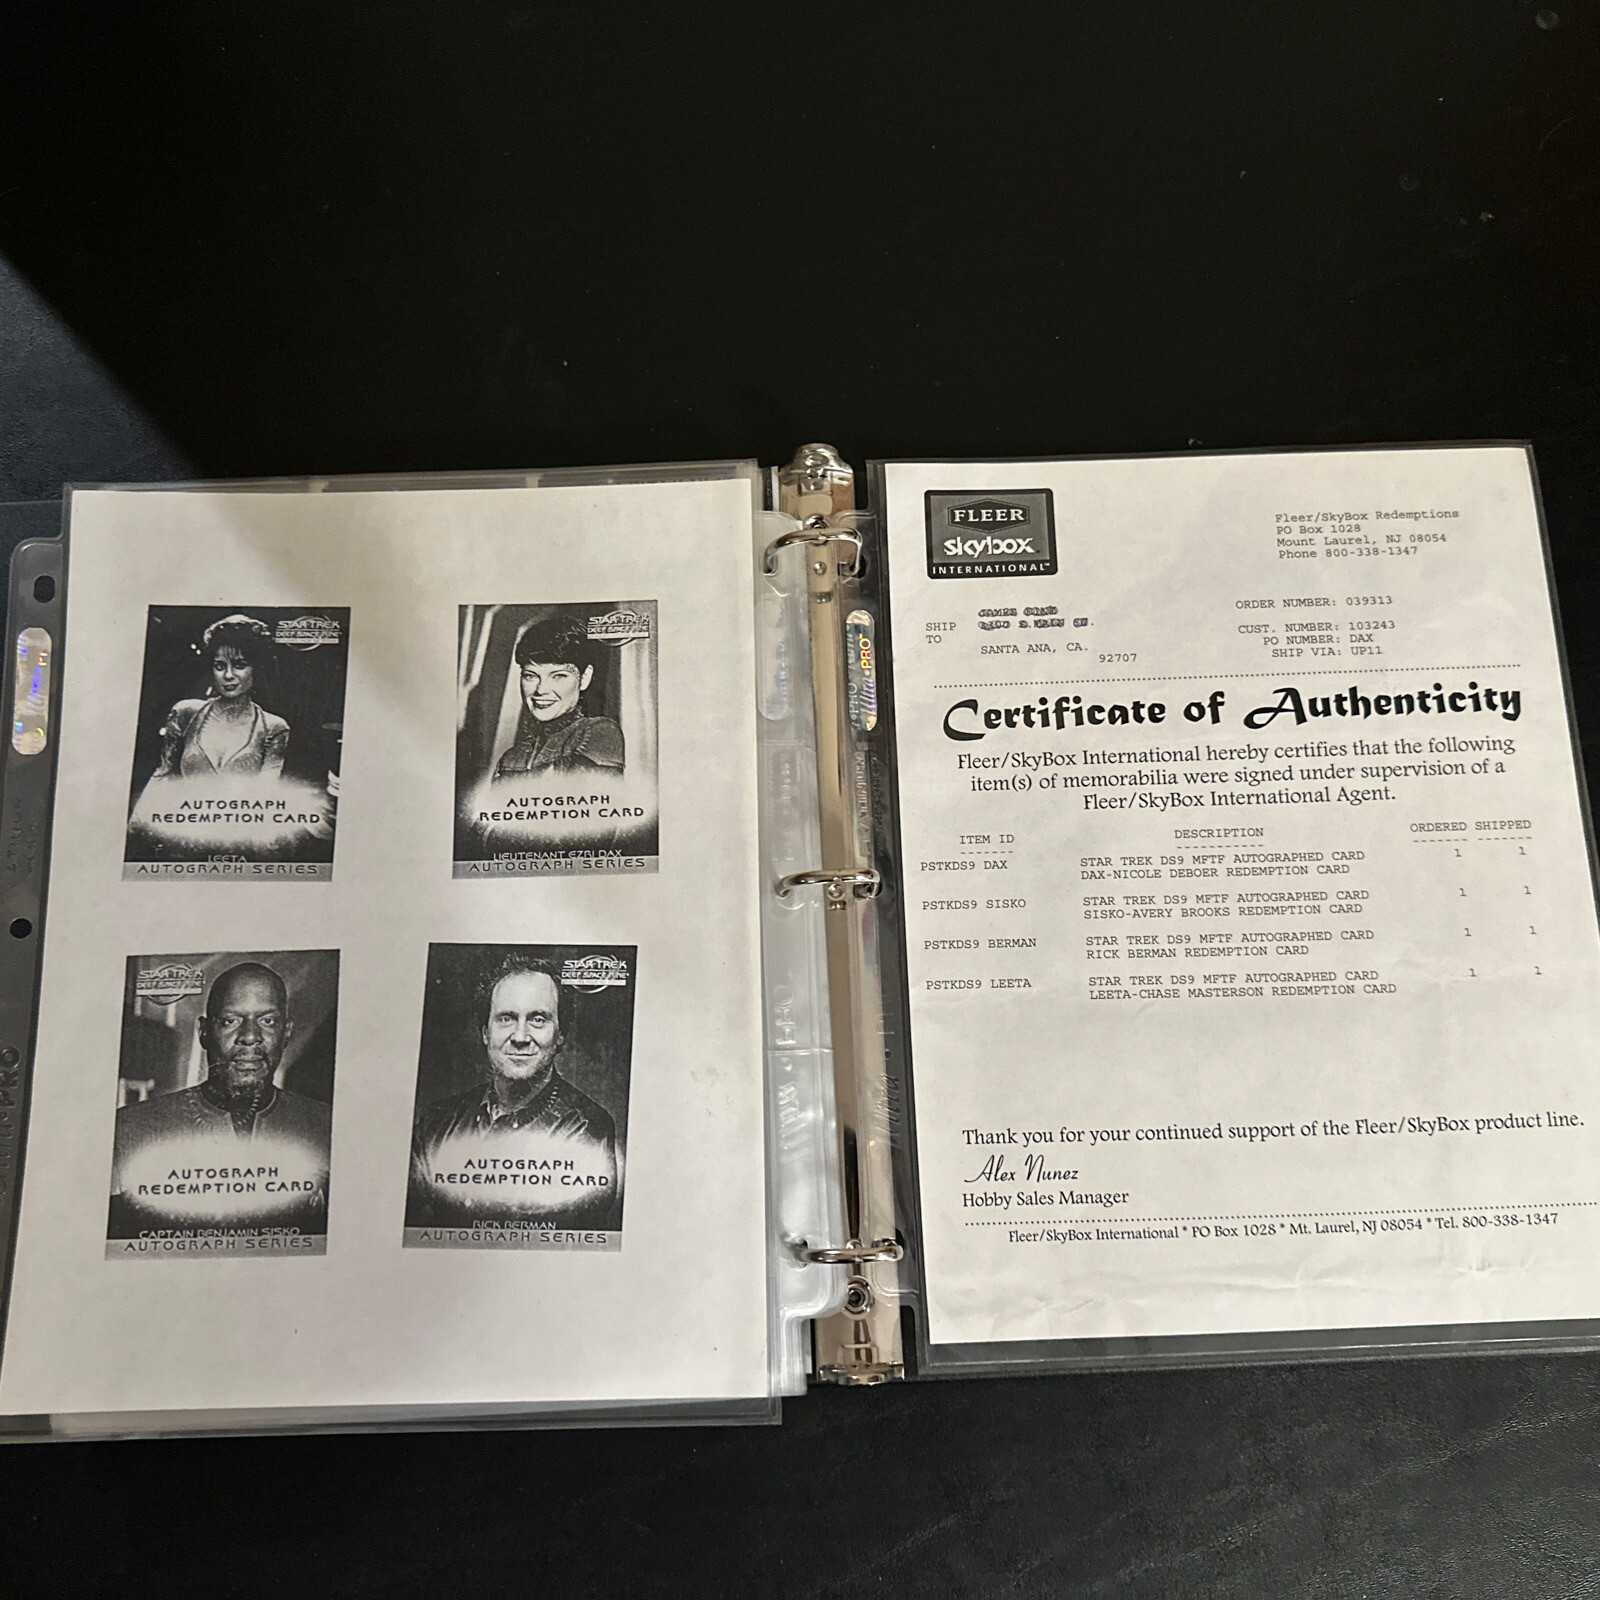 STAR TREK
DEEP SPACE NINE
AUTOGRAPH
REDEMPTION CARD
LEETA
AUTOGRAPH SERIES
STAR TREK
DEEP SPACE NINE
AUTOGRAPH
REDEMPTION CARD
LIEUTENANT EZRI DAX
AUTOGRAPH SERIES
STAR TREK
DEEP SPACE NINE
AUTOGRAPH
REDEMPTION CARD
CAPTAIN BENJAMIN SISKO
AUTOGRAPH SERIES
STAR TREK
DEEP SPACE NINE
AUTOGRAPH
REDEMPTION CARD
RICK BERMAN
AUTOGRAPH SERIES
Ultra•PRO
FLEER
skybox
INTERNATIONAL™
Fleer/SkyBox Redemptions
PO Box 1028
Mount Laurel, NJ 08054
Phone 800-338-1347
ORDER NUMBER: 039313
CUST. NUMBER: 103243
PO NUMBER: DAX
SHIP VIA: UP11
SHIP
TO
SANTA ANA, CA.
92707
Certificate of Authenticity
Fleer/SkyBox International hereby certifies that the following
item(s) of memorabilia were signed under supervision of a
Fleer/SkyBox International Agent.
ITEM ID DESCRIPTION ORDERED SHIPPED
PSTKDS9 DAX STAR TREK DS9 MFTF AUTOGRAPHED CARD 1 1
DAX-NICOLE DEBOER REDEMPTION CARD
PSTKDS9 SISKO STAR TREK DS9 MFTF AUTOGRAPHED CARD 1 1
SISKO-AVERY BROOKS REDEMPTION CARD
PSTKDS9 BERMAN STAR TREK DS9 MFTF AUTOGRAPHED CARD 1 1
RICK BERMAN REDEMPTION CARD
PSTKDS9 LEETA STAR TREK DS9 MFTF AUTOGRAPHED CARD 1 1
LEETA-CHASE MASTERSON REDEMPTION CARD
Thank you for your continued support of the Fleer/SkyBox product line.
Alex Nunez
Hobby Sales Manager
Fleer/SkyBox International * PO Box 1028 * Mt. Laurel, NJ 08054 * Tel. 800-338-1347